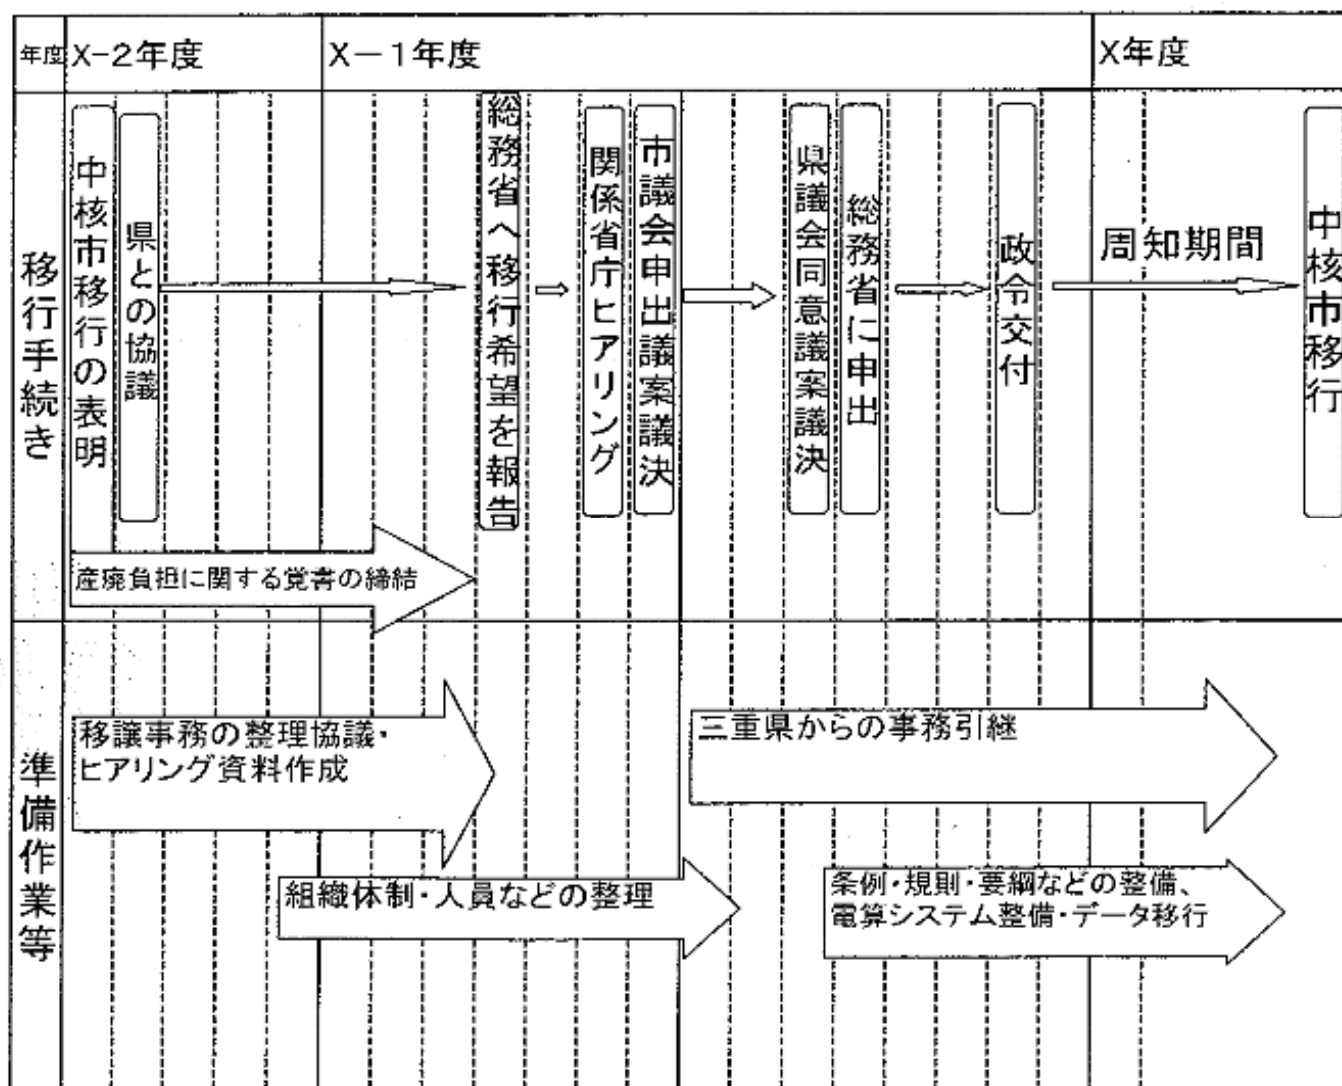 年度
X-2年度
X－1年度
X年度
移行手続き
中核市移行の表明
県との協議
総務省へ移行希望を報告
関係省庁ヒアリング
市議会申出議案議決
県議会同意議案議決
総務省に申出
政令交付
周知期間
中核市移行
産廃負担に関する覚書の締結
準備作業等
移譲事務の整理協議・
ヒアリング資料作成
三重県からの事務引継
組織体制・人員などの整理
条例・規則・要綱などの整備、
電算システム整備・データ移行